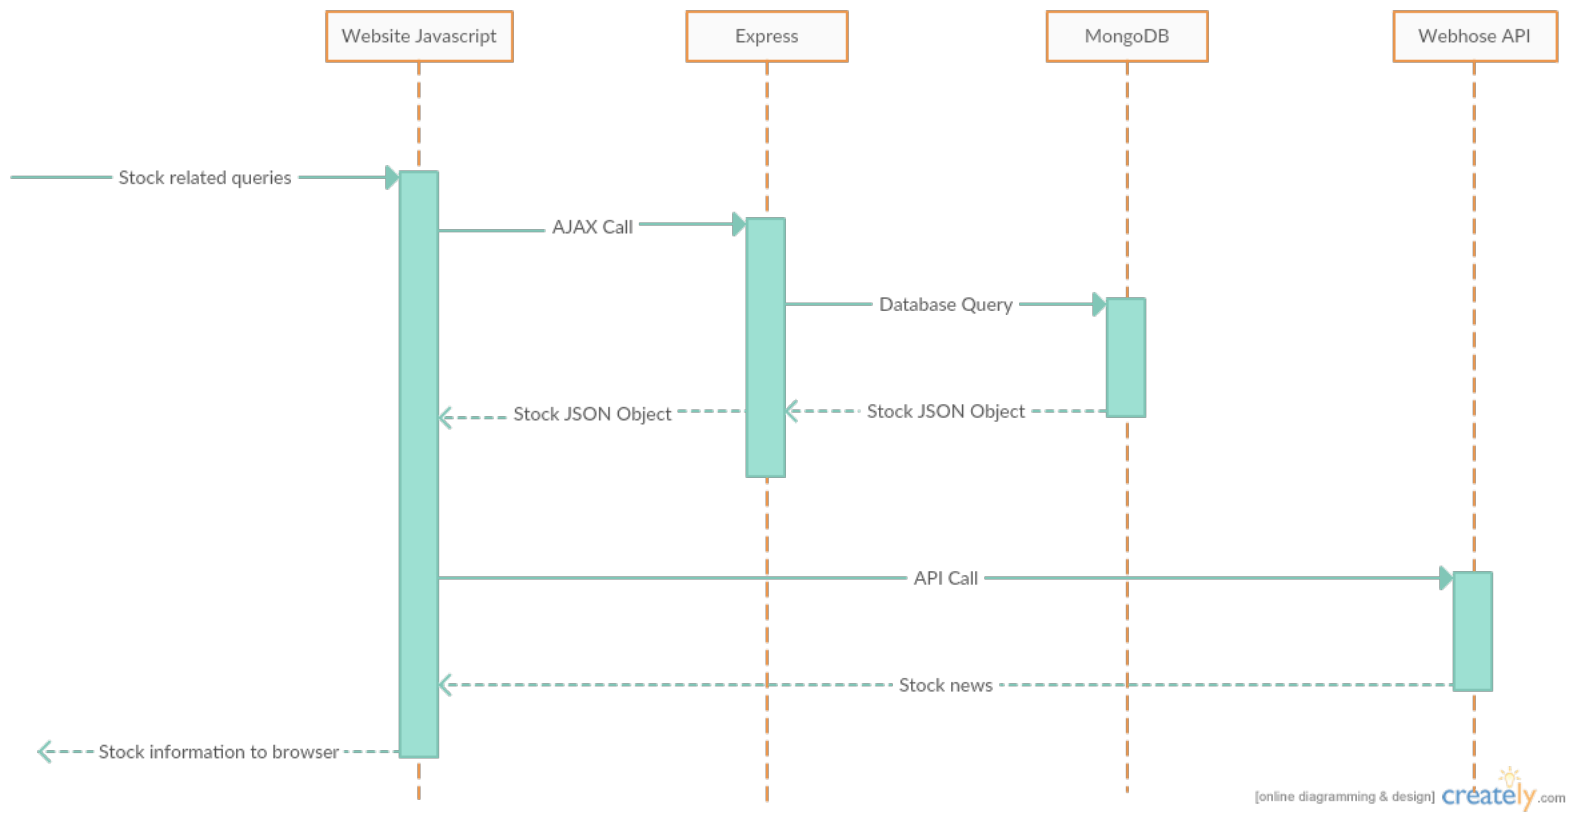 Website Javascript
Express
MongoDB
Webhose API
Stock related queries
AJAX Call
Database Query
Stock JSON Object
Stock JSON Object
API Call
Stock news
Stock information to browser
[online diagramming & design] creately.com